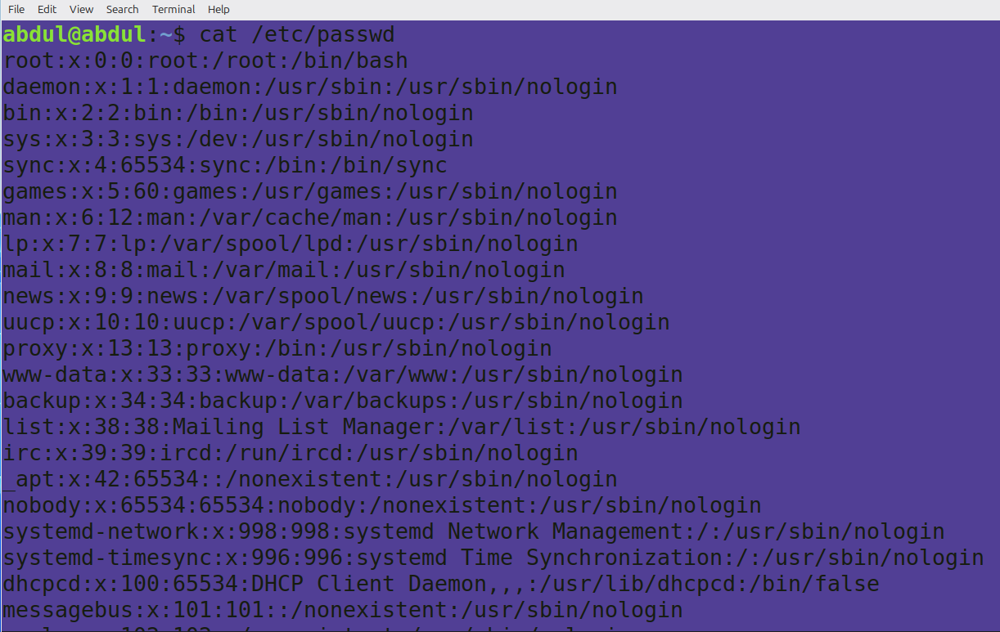 File Edit View Search Terminal Help
abdul@abdul:~$ cat /etc/passwd
root:x:0:0:root:/root:/bin/bash
daemon:x:1:1:daemon:/usr/sbin:/usr/sbin/nologin
bin:x:2:2:bin:/bin:/usr/sbin/nologin
sys:x:3:3:sys:/dev:/usr/sbin/nologin
sync:x:4:65534:sync:/bin:/bin/sync
games:x:5:60:games:/usr/games:/usr/sbin/nologin
man:x:6:12:man:/var/cache/man:/usr/sbin/nologin
lp:x:7:7:lp:/var/spool/lpd:/usr/sbin/nologin
mail:x:8:8:mail:/var/mail:/usr/sbin/nologin
news:x:9:9:news:/var/spool/news:/usr/sbin/nologin
uucp:x:10:10:uucp:/var/spool/uucp:/usr/sbin/nologin
proxy:x:13:13:proxy:/bin:/usr/sbin/nologin
www-data:x:33:33:www-data:/var/www:/usr/sbin/nologin
backup:x:34:34:backup:/var/backups:/usr/sbin/nologin
list:x:38:38:Mailing List Manager:/var/list:/usr/sbin/nologin
irc:x:39:39:ircd:/run/ircd:/usr/sbin/nologin
_apt:x:42:65534::/nonexistent:/usr/sbin/nologin
nobody:x:65534:65534:nobody:/nonexistent:/usr/sbin/nologin
systemd-network:x:998:998:systemd Network Management:/:/usr/sbin/nologin
systemd-timesync:x:996:996:systemd Time Synchronization:/:/usr/sbin/nologin
dhcpcd:x:100:65534:DHCP Client Daemon,,,:/usr/lib/dhcpcd:/bin/false
messagebus:x:101:101::/nonexistent:/usr/sbin/nologin